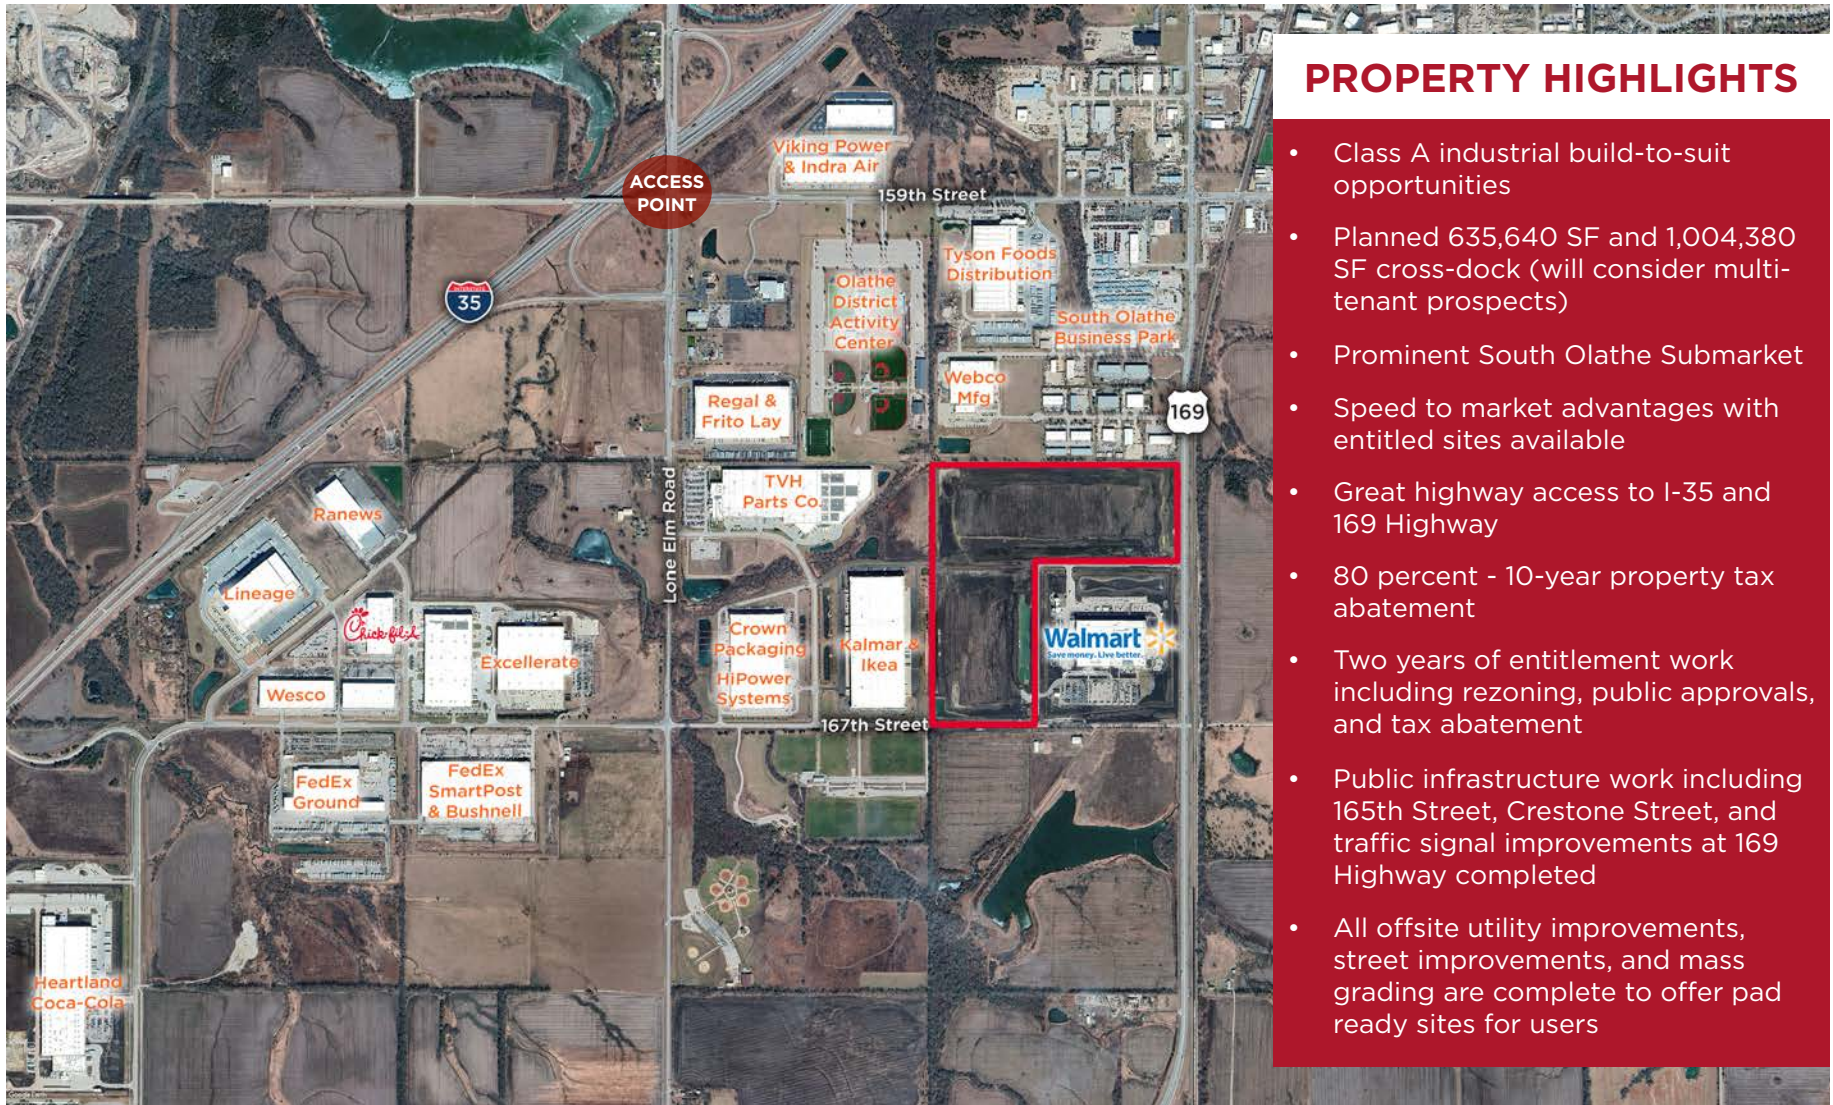 PROPERTY HIGHLIGHTS
• Class A industrial build-to-suit
opportunities
• Planned 635,640 SF and 1,004,380
SF cross-dock (will consider multi-
tenant prospects)
• Prominent South Olathe Submarket
• Speed to market advantages with
entitled sites available
• Great highway access to I-35 and
169 Highway
• 80 percent - 10-year property tax
abatement
• Two years of entitlement work
including rezoning, public approvals,
and tax abatement
• Public infrastructure work including
165th Street, Crestone Street, and
traffic signal improvements at 169
Highway completed
• All offsite utility improvements,
street improvements, and mass
grading are complete to offer pad
ready sites for users
Viking Power
& Indra Air
ACCESS
POINT
159th Street
INTERSTATE
35
Olathe
District
Activity
Center
Tyson Foods
Distribution
South Olathe
Business Park
Webco
Mfg
169
Regal &
Frito Lay
Lone Elm Road
TVH
Parts Co.
Ranews
Lineage
Chick-fil-A
Excellerate
Wesco
Crown
Packaging
HiPower
Systems
Kalmar &
Ikea
Walmart
Save money. Live better.
167th Street
FedEx
Ground
FedEx
SmartPost
& Bushnell
Heartland
Coca-Cola
Google Earth